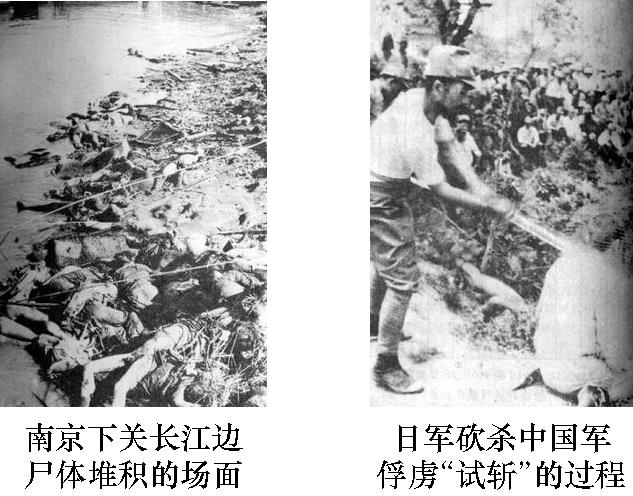 南京下关长江边
尸体堆积的场面
日军砍杀中国军
俘虏“试斩”的过程